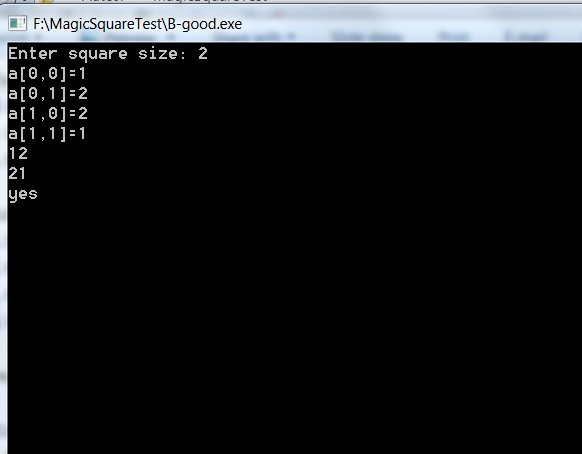 F:\MagicSquareTest\B-good.exe
Enter square size: 2
a[0,0]=1
a[0,1]=2
a[1,0]=2
a[1,1]=1
12
21
yes